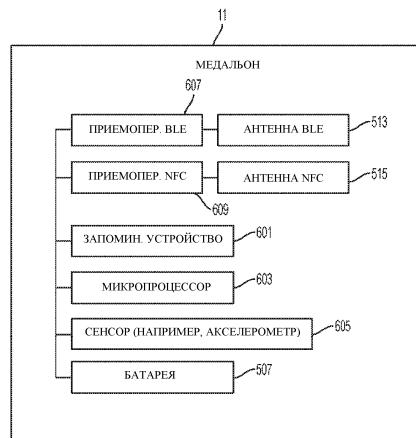 11
МЕДАЛЬОН
607
ПРИЕМОПЕР. BLE
АНТЕННА BLE
513
ПРИЕМОПЕР. NFC
АНТЕННА NFC
515
609
ЗАПОМИН. УСТРОЙСТВО
601
МИКРОПРОЦЕССОР
603
СЕНСОР (НАПРИМЕР, АКСЕЛЕРОМЕТР)
605
БАТАРЕЯ
507